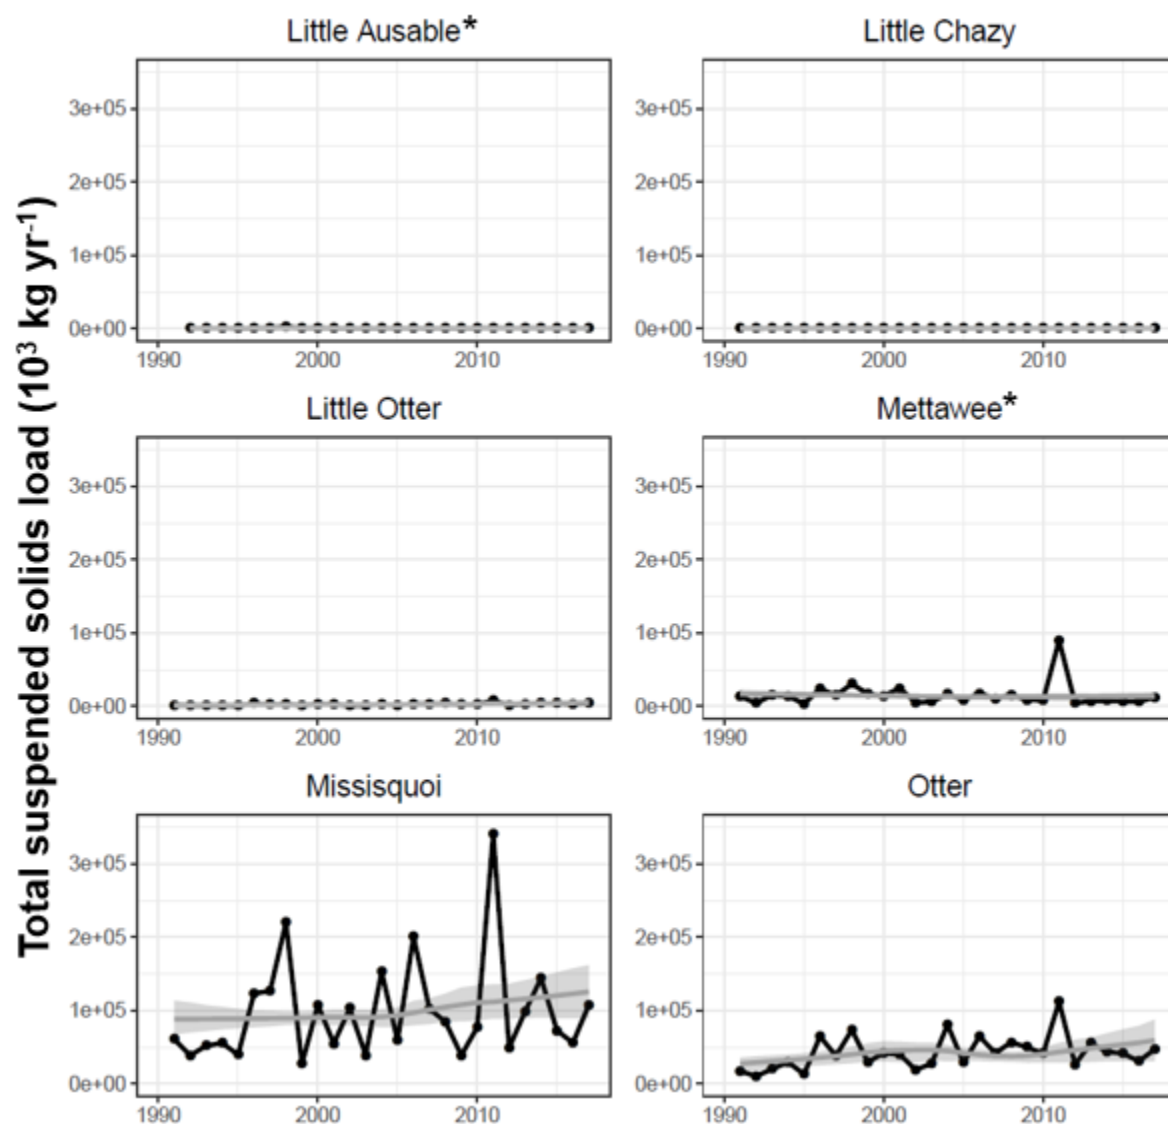 Total suspended solids load (10³ kg yr⁻¹)
Little Ausable* Little Chazy
3e+05 3e+05
2e+05 2e+05
1e+05 1e+05
0e+00 0e+00
1990 2000 2010 1990 2000 2010
Little Otter Mettawee*
3e+05 3e+05
2e+05 2e+05
1e+05 1e+05
0e+00 0e+00
1990 2000 2010 1990 2000 2010
Missisquoi Otter
3e+05 3e+05
2e+05 2e+05
1e+05 1e+05
0e+00 0e+00
1990 2000 2010 1990 2000 2010